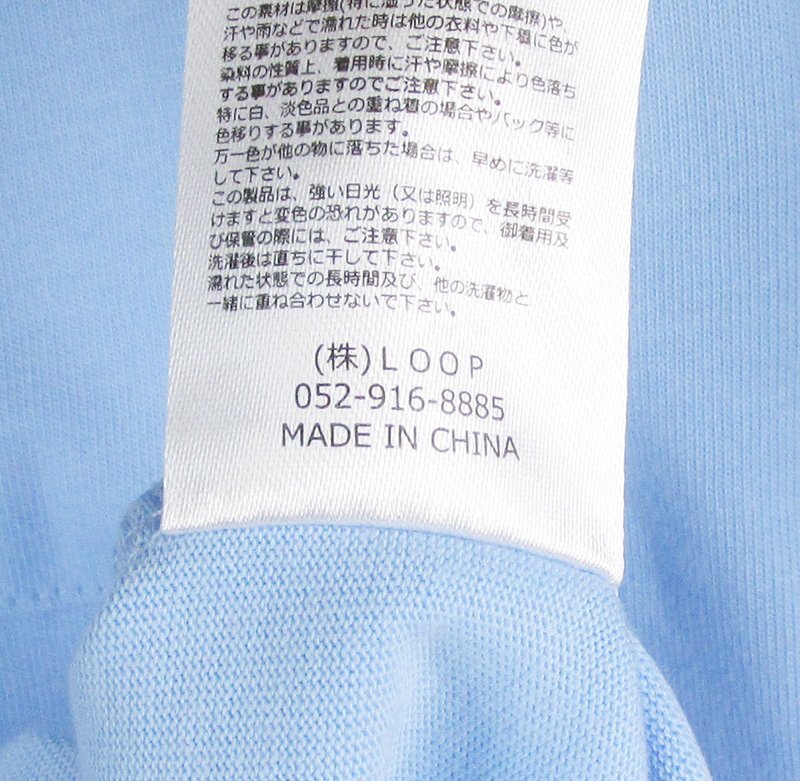 この素材は摩擦(特に湿った状態での摩擦)や、
汗や雨などで濡れた時は他の衣料や下着に色が
移る事がありますので、ご注意下さい。
染料の性質上、着用時に汗や摩擦により色落ち
する事がありますのでご注意下さい。
特に白、淡色品との重ね着の場合やバック等に
色移りする事があります。
万一色が他の物に落ちた場合は、早めに洗濯等
して下さい。
この製品は、強い日光（又は照明）を長時間受
けますと変色の恐れがありますので、御着用及
び保管の際には、ご注意下さい。
洗濯後は直ちに干して下さい。
濡れた状態での長時間及び、他の洗濯物と
一緒に重ね合わせないで下さい。
(株)ＬＯＯＰ
052-916-8885
MADE IN CHINA